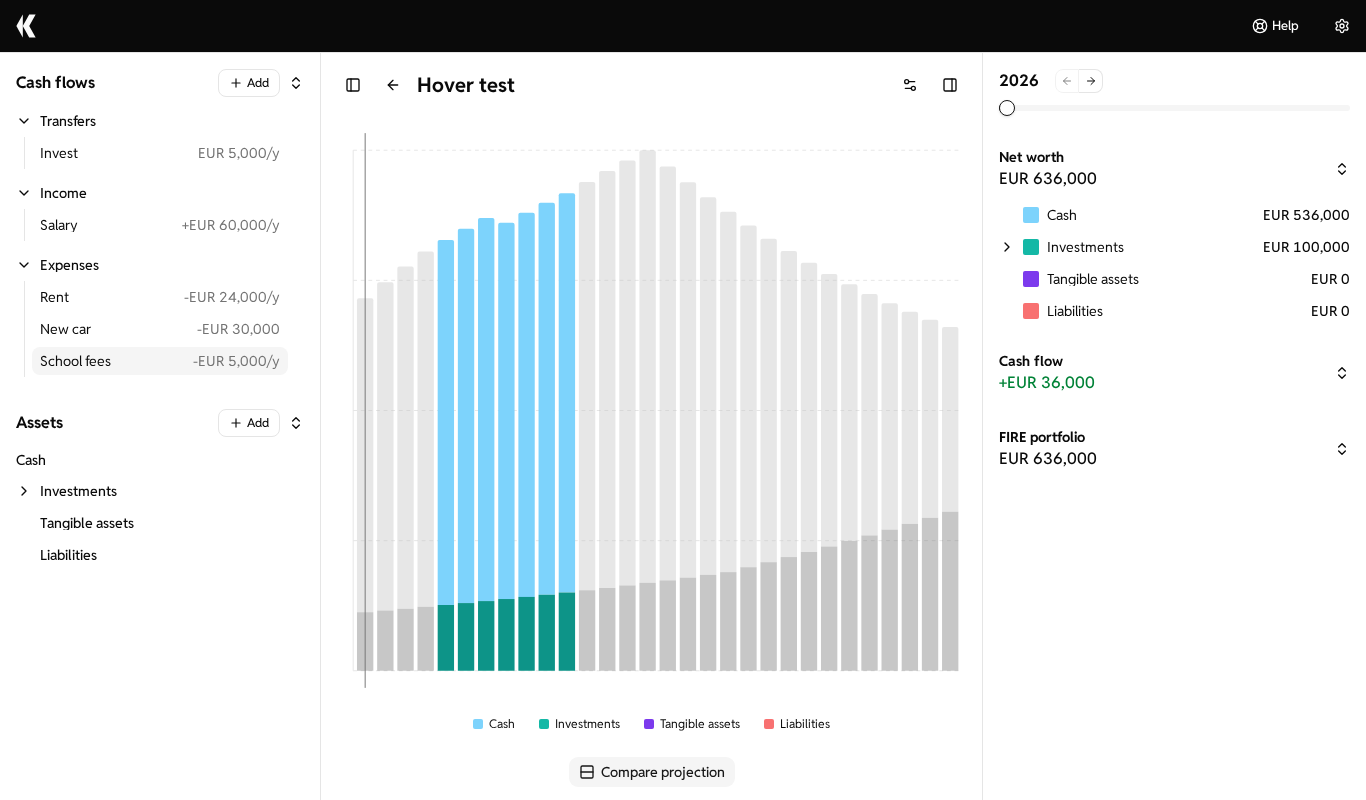 Help
Cash flows
Add
Transfers
Invest EUR 5,000/y
Income
Salary +EUR 60,000/y
Expenses
Rent -EUR 24,000/y
New car -EUR 30,000
School fees -EUR 5,000/y
Assets
Add
Cash
Investments
Tangible assets
Liabilities
Hover test
Cash Investments Tangible assets Liabilities
Compare projection
2026
Net worth
EUR 636,000
Cash EUR 536,000
Investments EUR 100,000
Tangible assets EUR 0
Liabilities EUR 0
Cash flow
+EUR 36,000
FIRE portfolio
EUR 636,000